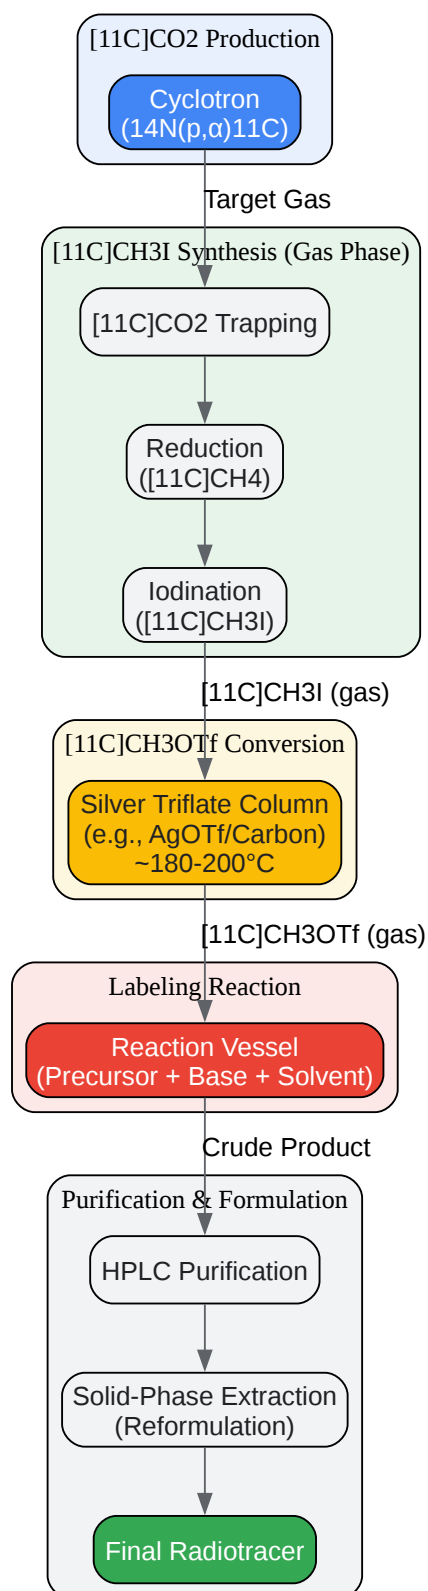 [11C]CO2 Production
Cyclotron
(14N(p,α)11C)
Target Gas
[11C]CH3I Synthesis (Gas Phase)
[11C]CO2 Trapping
Reduction
([11C]CH4)
Iodination
([11C]CH3I)
[11C]CH3I (gas)
[11C]CH3OTf Conversion
Silver Triflate Column
(e.g., AgOTf/Carbon)
~180-200°C
[11C]CH3OTf (gas)
Labeling Reaction
Reaction Vessel
(Precursor + Base + Solvent)
Crude Product
Purification & Formulation
HPLC Purification
Solid-Phase Extraction
(Reformulation)
Final Radiotracer